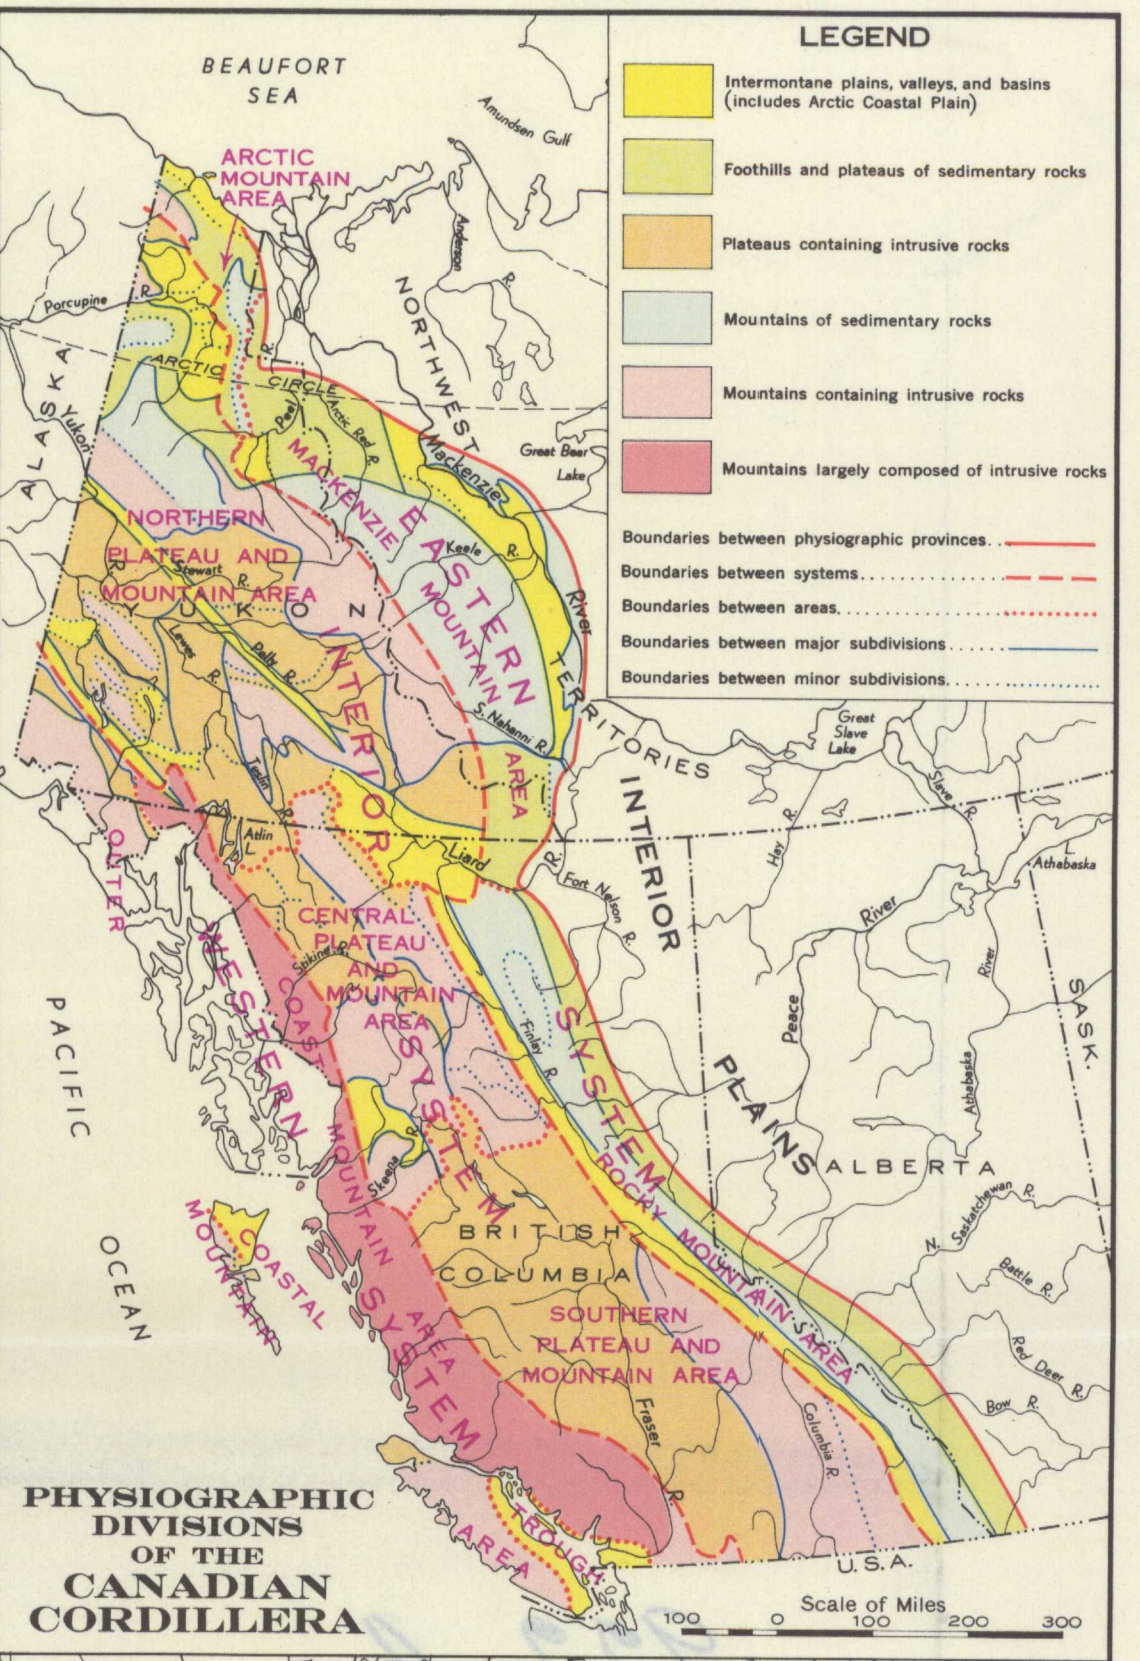 LEGEND
Intermontane plains, valleys, and basins
(includes Arctic Coastal Plain)
Foothills and plateaus of sedimentary rocks
Plateaus containing intrusive rocks
Mountains of sedimentary rocks
Mountains containing intrusive rocks
Mountains largely composed of intrusive rocks
Boundaries between physiographic provinces..
Boundaries between systems....................
Boundaries between areas.......................
Boundaries between major subdivisions.......
Boundaries between minor subdivisions.......
BEAUFORT
SEA
Amundsen Gulf
ARCTIC
MOUNTAIN
AREA
Anderson
R.
Porcupine R.
NORTHWEST
TERRITORIES
ARCTIC CIRCLE
ALASKA
Yukon
R.
R.
Peel
Arctic Red R.
Mackenzie
River
Great Bear
Lake
MACKENZIE
MOUNTAIN
AREA
EASTERN
SYSTEM
Keele R.
NORTHERN
PLATEAU AND
MOUNTAIN AREA
Stewart R.
YUKON
Lewes R.
Pelly R.
INTERIOR
SYSTEM
S. Nahanni R.
Great
Slave
Lake
Slave R.
Hay R.
INTERIOR
PLAINS
Teslin R.
Atlin
L.
Liard
R.
Fort Nelson R.
L.
Athabaska
OUTER
MOUNTAIN
AREA
WESTERN
SYSTEM
CENTRAL
PLATEAU
AND
MOUNTAIN
AREA
Stikine R.
COAST
MOUNTAIN
AREA
Finlay R.
Peace
River
Athabaska
River
SASK.
ALBERTA
PACIFIC
OCEAN
Skeena R.
ROCKY MOUNTAIN AREA
N. Saskatchewan R.
Battle R.
Red Deer R.
Bow R.
COASTAL
TROUGH
BRITISH
COLUMBIA
SOUTHERN
PLATEAU AND
MOUNTAIN AREA
Fraser
R.
Columbia R.
U.S.A.
PHYSIOGRAPHIC
DIVISIONS
OF THE
CANADIAN
CORDILLERA
Scale of Miles
100 0 100 200 300